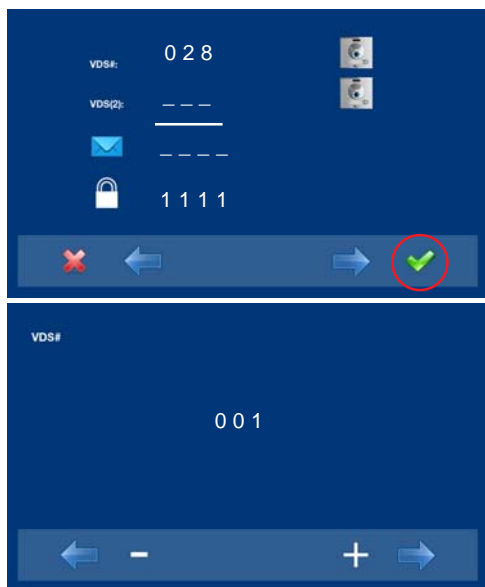 VDS#: 0 2 8
VDS(2): _ _ _
_ _ _ _
1 1 1 1
VDS#
0 0 1
- +